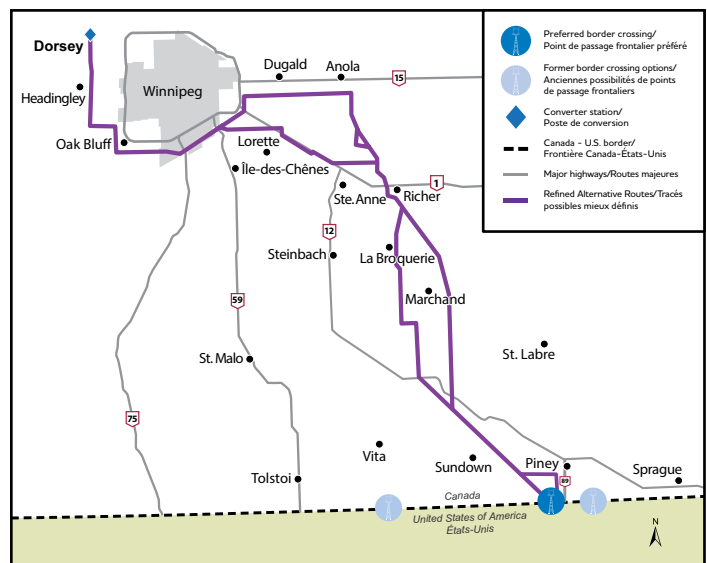 Dorsey
Headingley
Winnipeg
Dugald
Anola
15
Oak Bluff
Lorette
Île-des-Chênes
Ste. Anne
Richer
1
12
Steinbach
La Broquerie
59
Marchand
St. Malo
St. Labre
75
Vita
Sundown
Piney
89
Sprague
Tolstoi
Canada
United States of America
États-Unis
N
Preferred border crossing/
Point de passage frontalier préféré
Former border crossing options/
Anciennes possibilités de points
de passage frontaliers
Converter station/
Poste de conversion
Canada - U.S. border/
Frontière Canada-États-Unis
Major highways/Routes majeures
Refined Alternative Routes/Tracés
possibles mieux définis